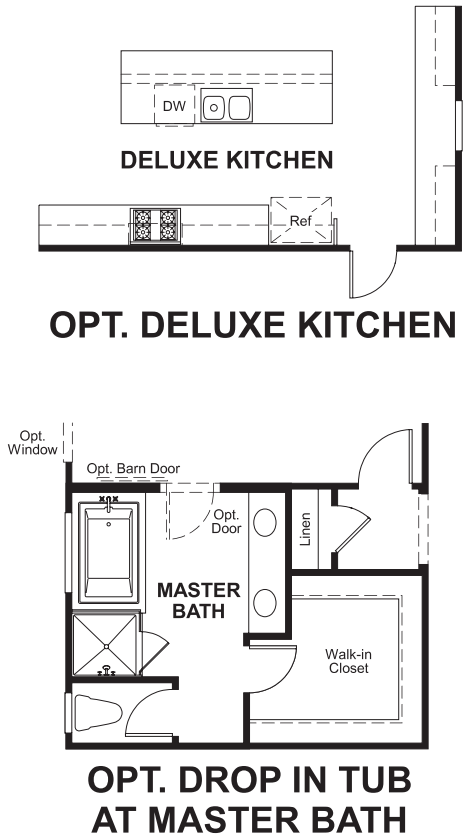 DW
DELUXE KITCHEN
Ref
OPT. DELUXE KITCHEN
Opt.
Window
Opt. Barn Door
Opt.
Door
Linen
MASTER
BATH
Walk-in
Closet
OPT. DROP IN TUB
AT MASTER BATH